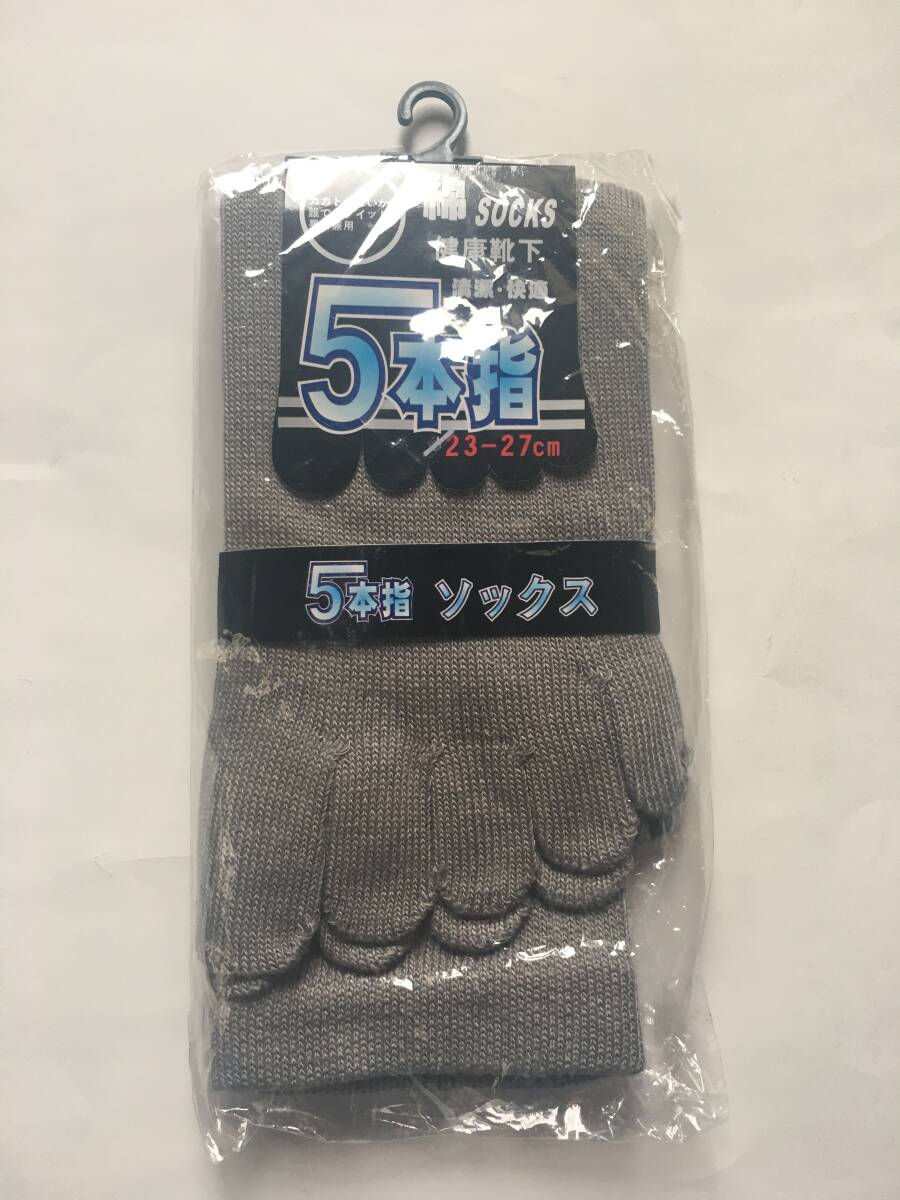 綿 SOCKS
健康靴下
清潔・快適
5本指
23-27cm
5本指 ソックス